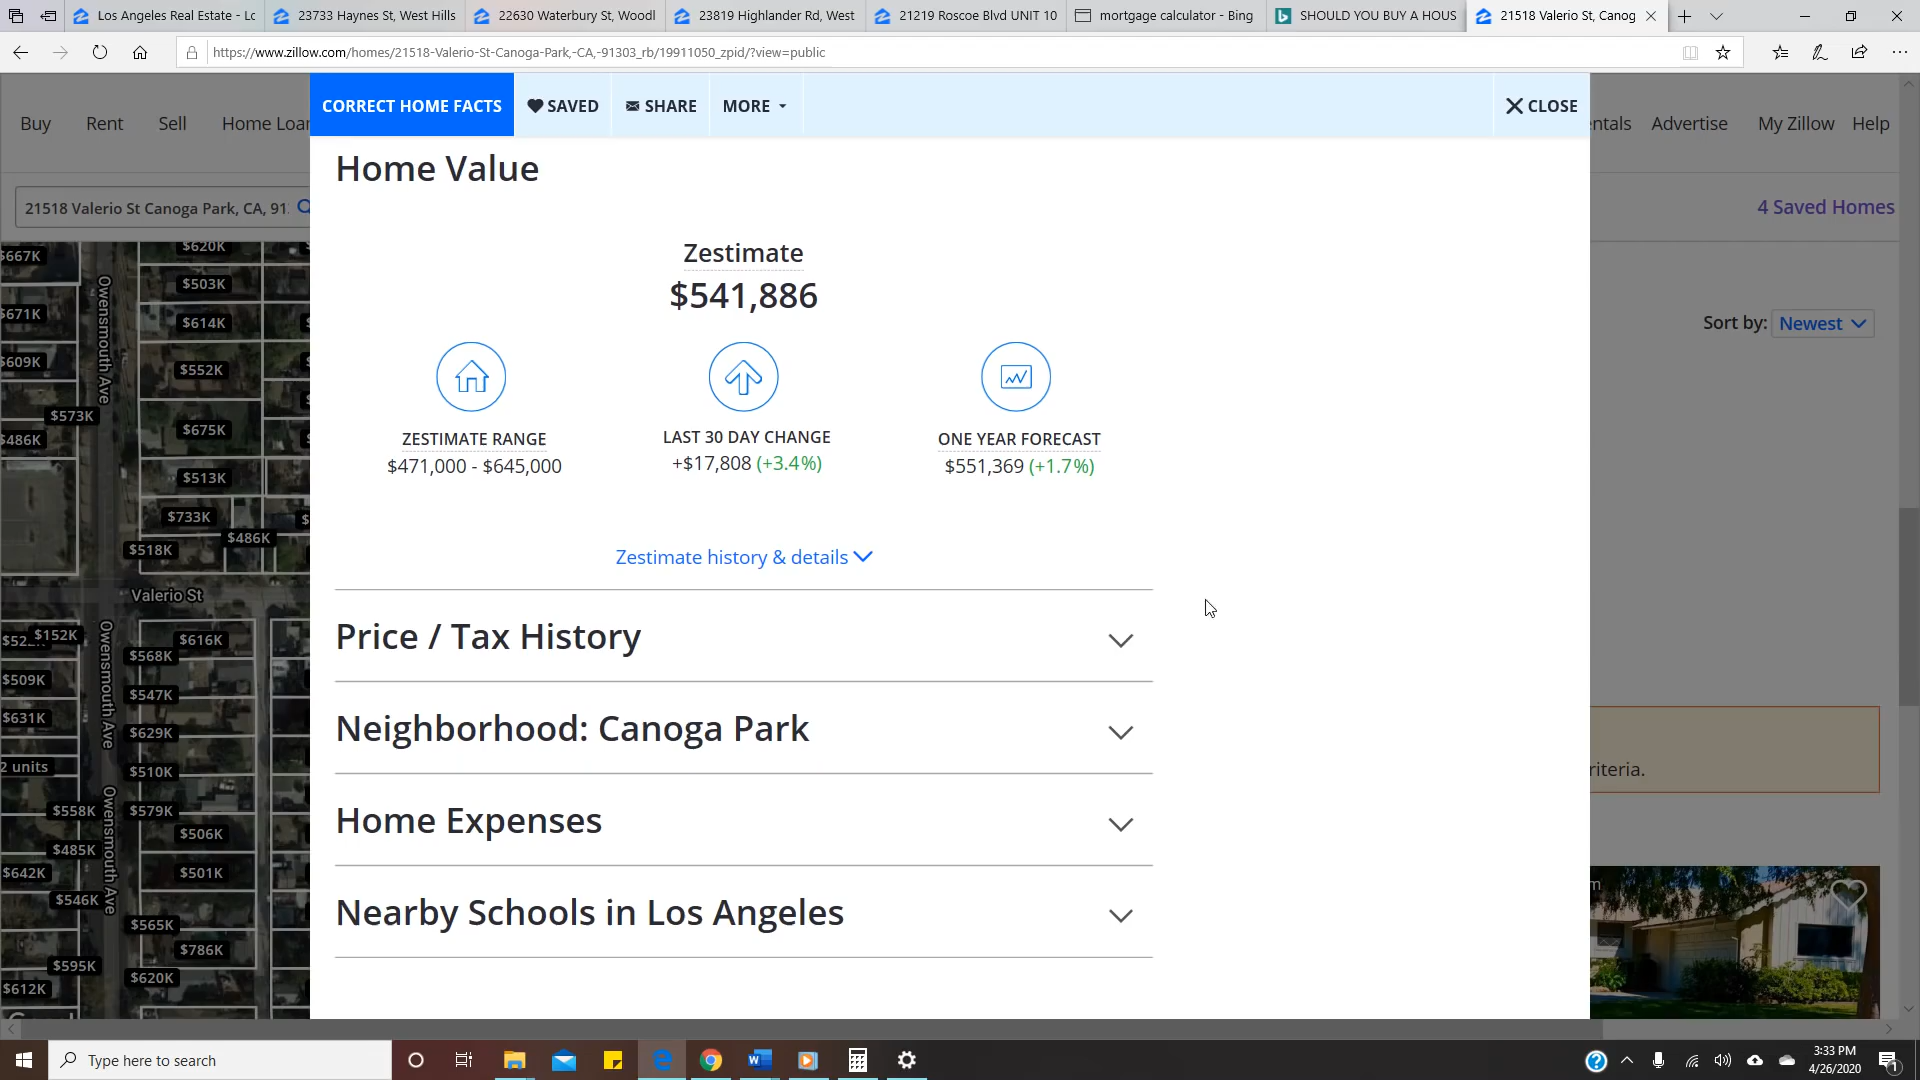 Los Angeles Real Estate - Lo
23733 Haynes St, West Hills
22630 Waterbury St, Woodl
23819 Highlander Rd, West
21219 Roscoe Blvd UNIT 10
mortgage calculator - Bing
SHOULD YOU BUY A HOUS
21518 Valerio St, Canog
https://www.zillow.com/homes/21518-Valerio-St-Canoga-Park,-CA,-91303_rb/19911050_zpid/?view=public
CORRECT HOME FACTS
SAVED
SHARE
MORE
CLOSE
Buy
Rent
Sell
Home Loan
entals
Advertise
My Zillow
Help
21518 Valerio St Canoga Park, CA, 91
4 Saved Homes
Sort by: Newest
Home Value
Zestimate
$541,886
ZESTIMATE RANGE
$471,000 - $645,000
LAST 30 DAY CHANGE
+$17,808 (+3.4%)
ONE YEAR FORECAST
$551,369 (+1.7%)
Zestimate history & details
Price / Tax History
Neighborhood: Canoga Park
Home Expenses
Nearby Schools in Los Angeles
$667K
$620K
$503K
$671K
$614K
$609K
$552K
$573K
$486K
$675K
$513K
$733K
$486K
$518K
Owensmouth Ave
Valerio St
$152K
$616K
$568K
$509K
$547K
$631K
$629K
2 units
$510K
Owensmouth Ave
$558K
$579K
$506K
$485K
$642K
$501K
$546K
Owensmouth Ave
$565K
$786K
$595K
$620K
$612K
riteria.
Type here to search
3:33 PM
4/26/2020